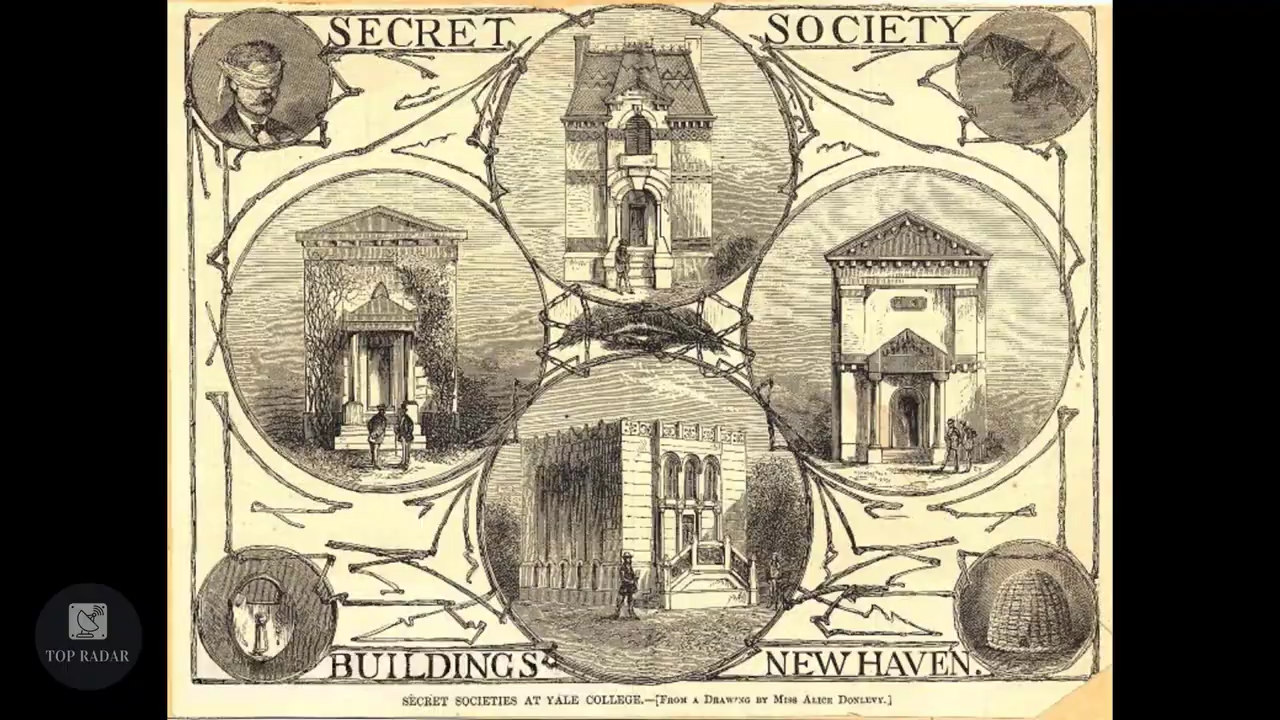 SECRET SOCIETY
BUILDINGS NEW HAVEN.
SECRET SOCIETIES AT YALE COLLEGE.—[FROM A DRAWING BY MISS ALICE DONLEVY.]
TOP RADAR